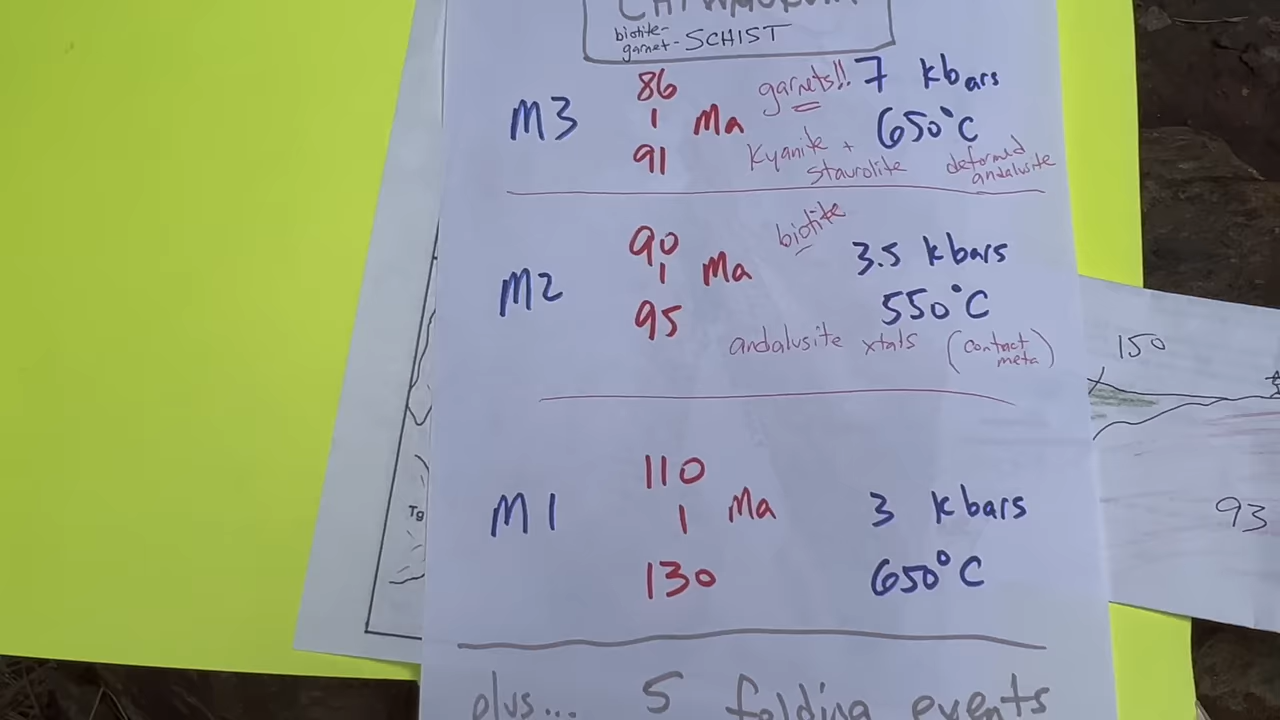 biotite-
garnet- SCHIST
M3 86 | 91 Ma garnets!! 7 kbars
650°C
Kyanite +
staurolite
deformed
andalusite
M2 90 | 95 Ma biotite 3.5 kbars
550°C
andalusite xtals (contact
meta)
150
M1 110 | 130 Ma 3 kbars
650°C
93
Tg
plus... 5 folding events